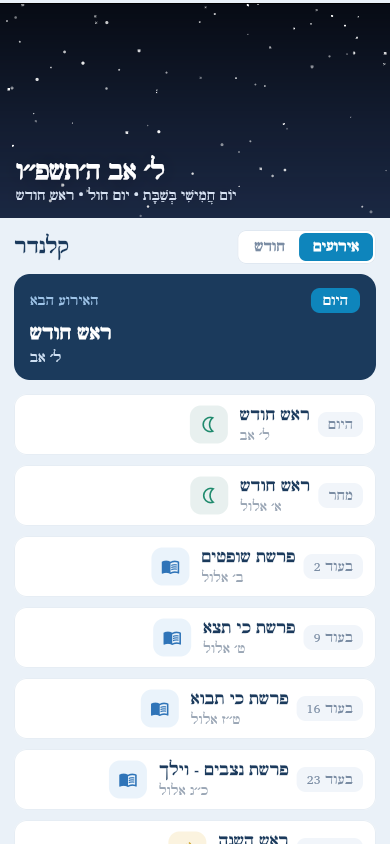 ל׳ אב ה׳תשפ״ו
יוֹם חֲמִישִׁי בְּשַׁבָּת • יום חול • ראש חודש
קלנדר
אירועים
חודש
האירוע הבא
היום
ראש חודש
ל׳ אב
ראש חודש
ל׳ אב
היום
ראש חודש
א׳ אלול
מחר
פרשת שופטים
ב׳ אלול
בעוד 2
פרשת כי תצא
ט׳ אלול
בעוד 9
פרשת כי תבוא
ט״ז אלול
בעוד 16
פרשת נצבים - וילך
כ״ג אלול
בעוד 23
ראש השנה